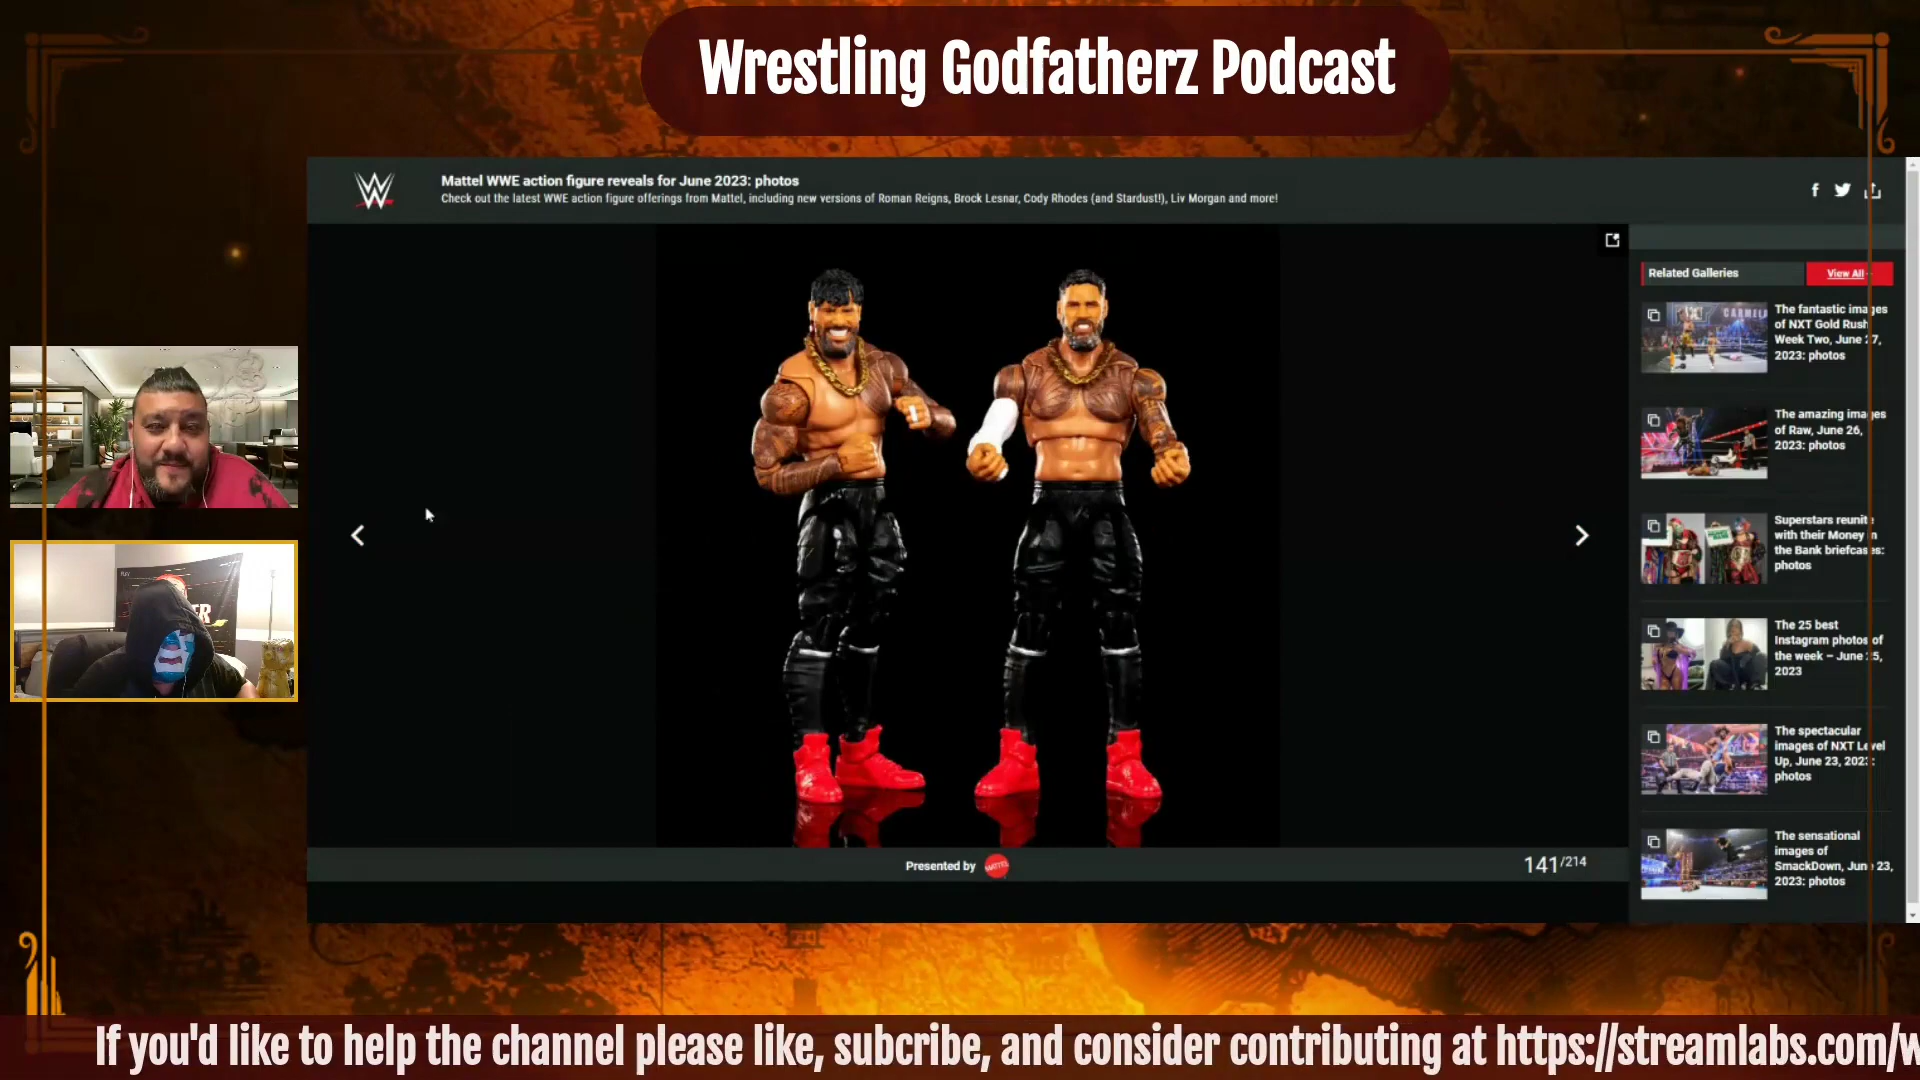 Wrestling Godfatherz Podcast
Mattel WWE action figure reveals for June 2023: photos
Check out the latest WWE action figure offerings from Mattel, including new versions of Roman Reigns, Brock Lesnar, Cody Rhodes (and Stardust!), Liv Morgan and more!
Related Galleries
View All
The fantastic images
of NXT Gold Rush
Week Two, June 27,
2023: photos
The amazing images
of Raw, June 26,
2023: photos
Superstars reunite
with their Money in
the Bank briefcases:
photos
The 25 best
Instagram photos of
the week – June 25,
2023
The spectacular
images of NXT Level
Up, June 23, 2023:
photos
The sensational
images of
SmackDown, June 23,
2023: photos
Presented by
MATTEL
141/214
If you'd like to help the channel please like, subcribe, and consider contributing at https://streamlabs.com/w